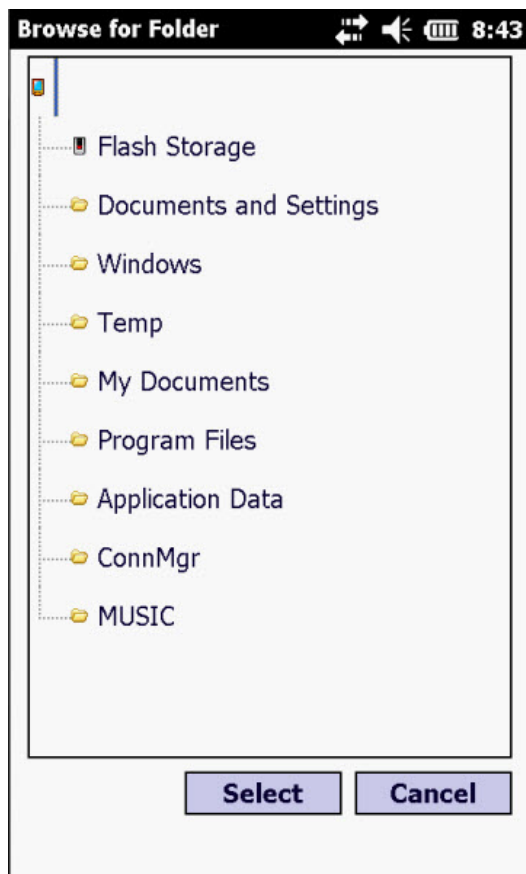 Browse for Folder 8:43
Flash Storage
Documents and Settings
Windows
Temp
My Documents
Program Files
Application Data
ConnMgr
MUSIC
Select Cancel